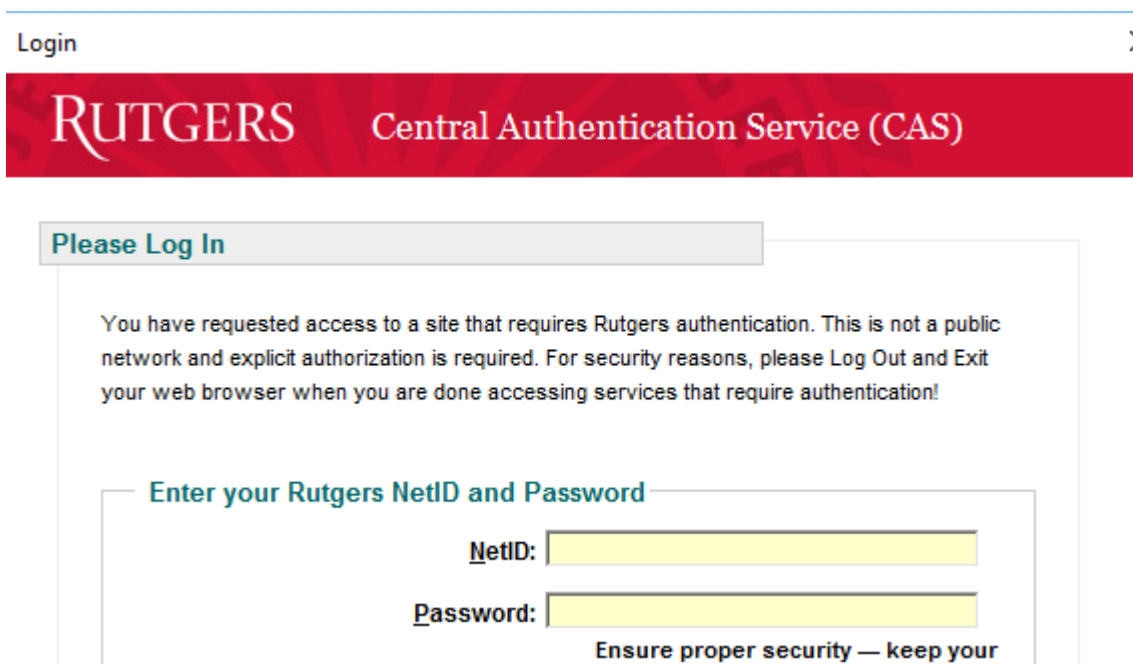 Login
RUTGERS Central Authentication Service (CAS)
Please Log In
You have requested access to a site that requires Rutgers authentication. This is not a public
network and explicit authorization is required. For security reasons, please Log Out and Exit
your web browser when you are done accessing services that require authentication!
Enter your Rutgers NetID and Password
NetID:
Password:
Ensure proper security — keep your